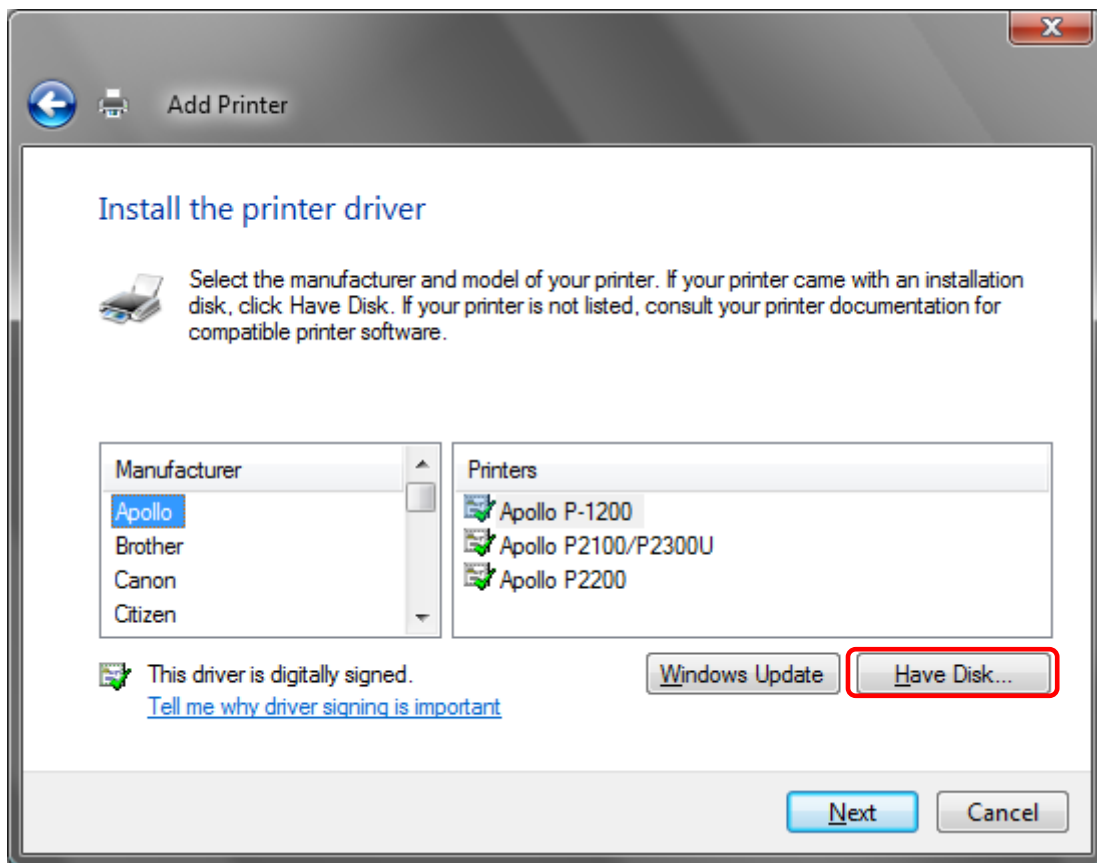 X
Add Printer
Install the printer driver
Select the manufacturer and model of your printer. If your printer came with an installation
disk, click Have Disk. If your printer is not listed, consult your printer documentation for
compatible printer software.
Manufacturer
Apollo
Brother
Canon
Citizen
Printers
Apollo P-1200
Apollo P2100/P2300U
Apollo P2200
This driver is digitally signed.
Tell me why driver signing is important
Windows Update
Have Disk...
Next
Cancel